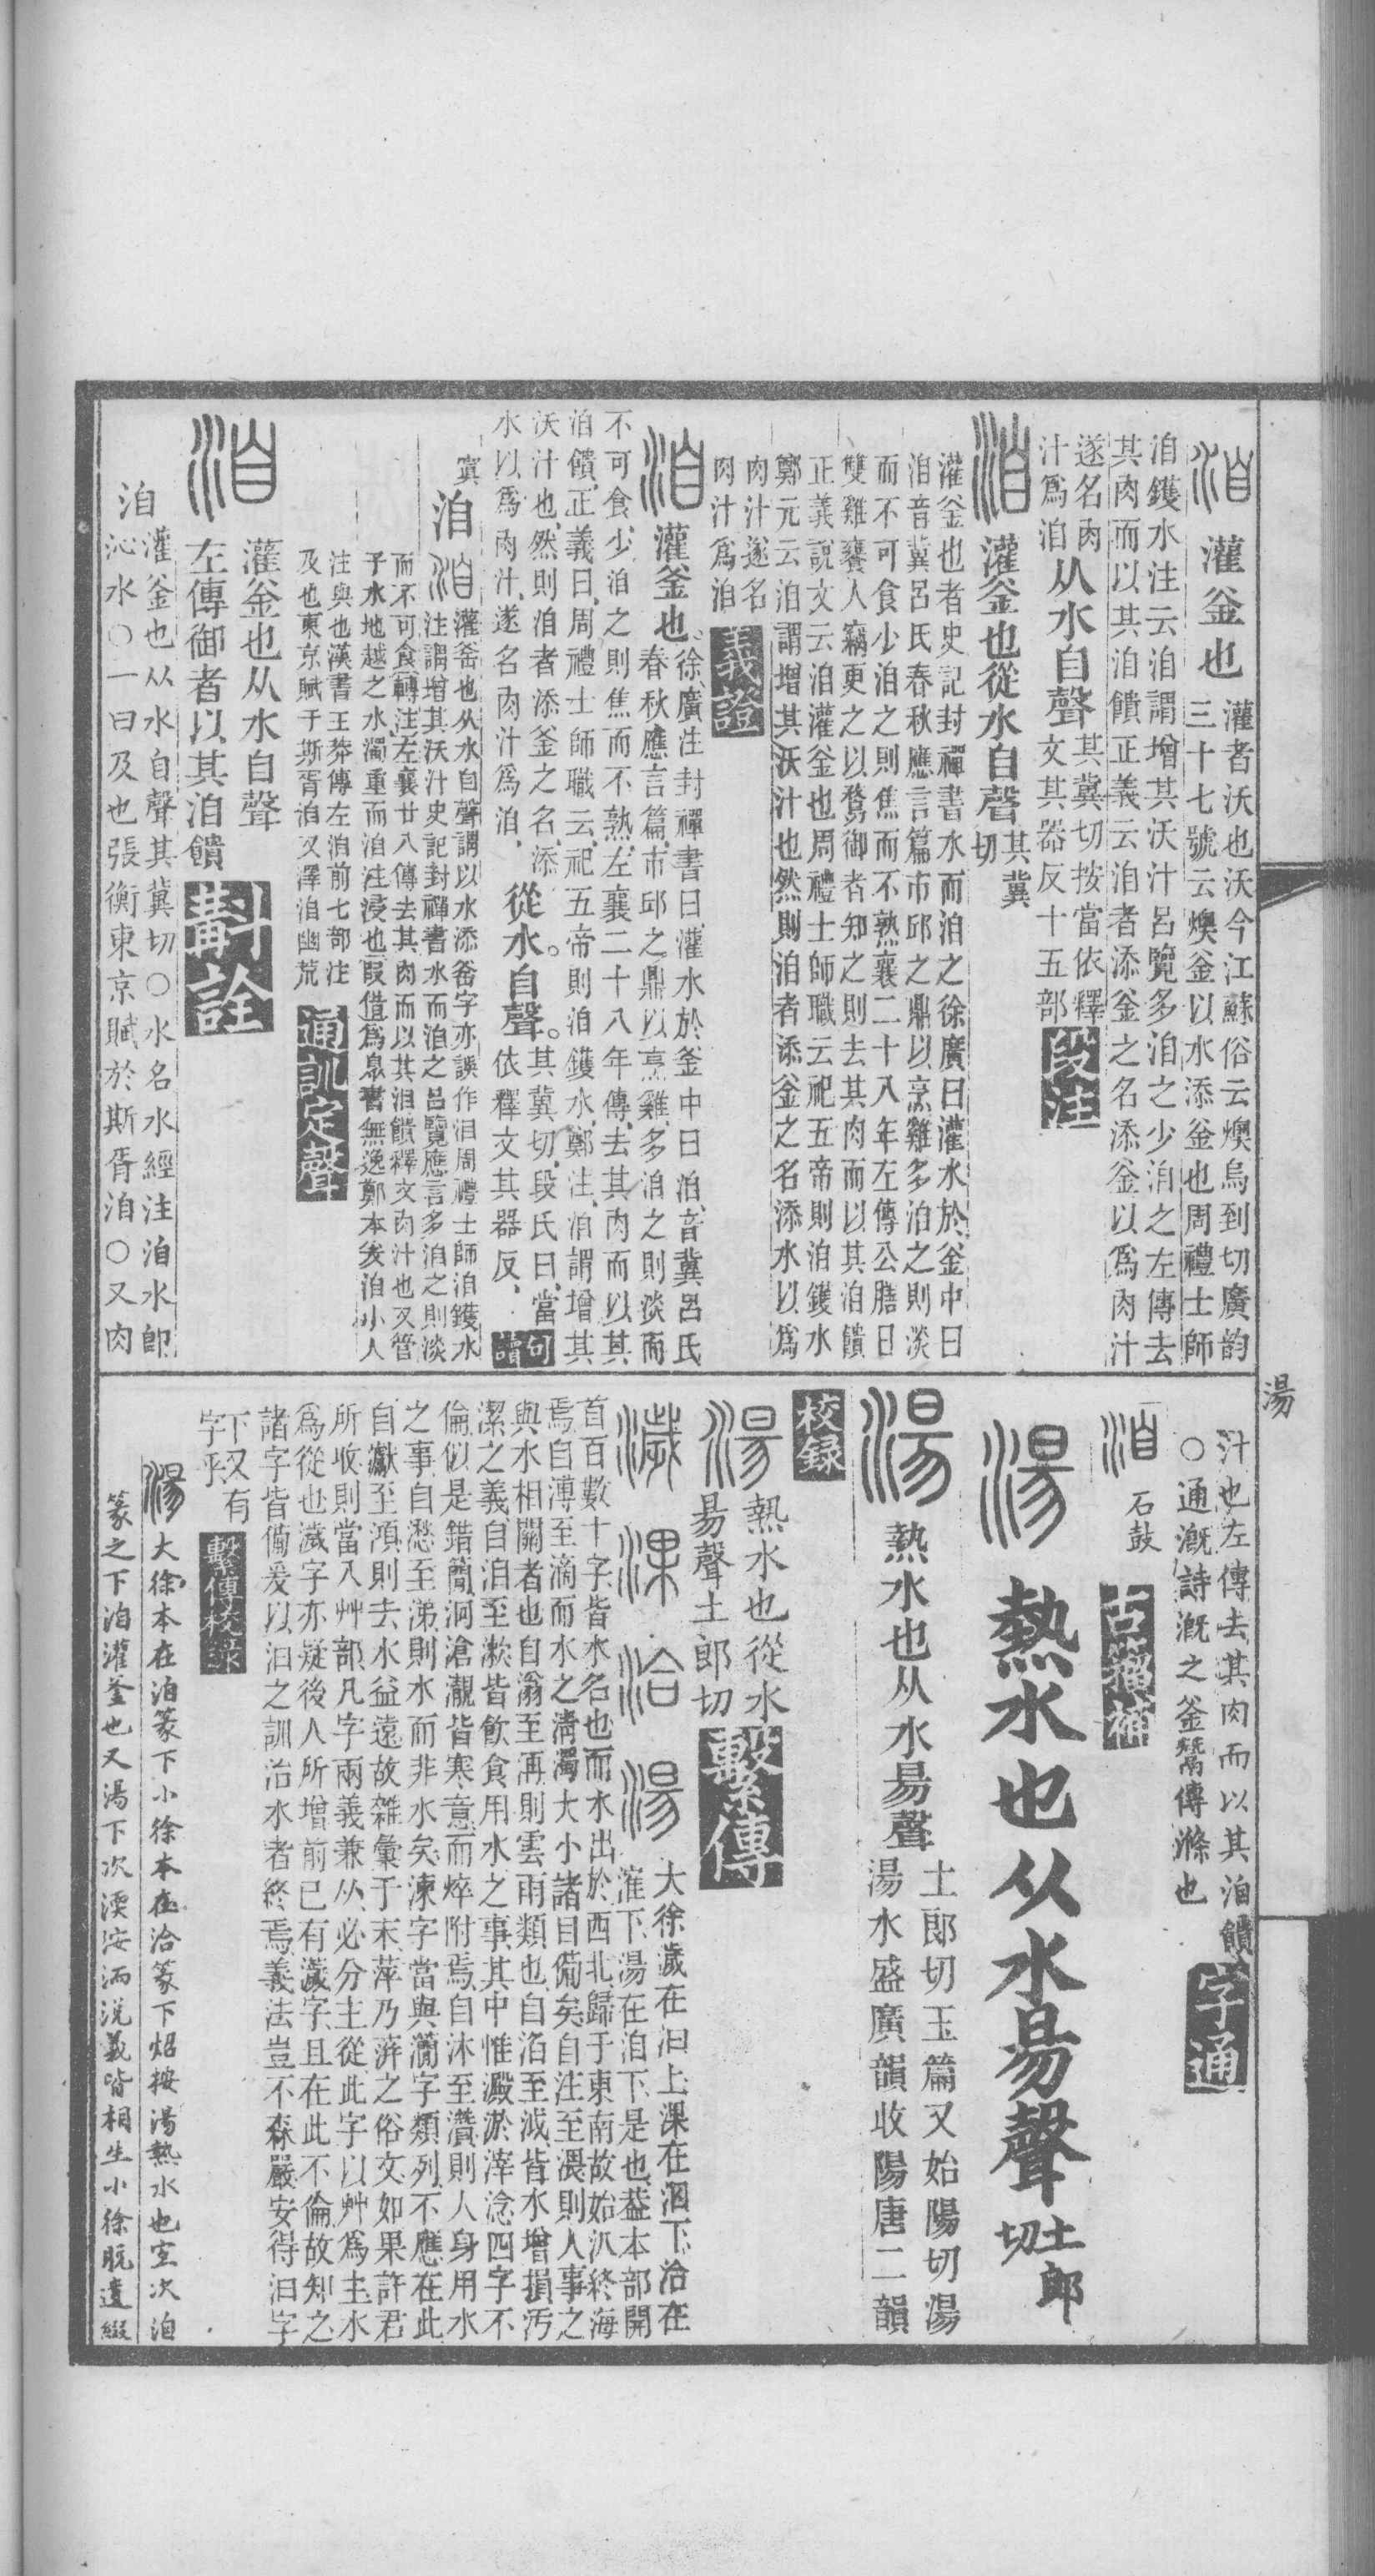 洎 灌釜也
灌者沃也沃今江蘇俗云燠烏到切廣韵
三十七號云燠釜以水添釜也周禮士師
洎鑊水注云洎謂增其沃汁呂覽多洎之少洎之左傳去
其肉而以其洎饋正義云洎者添釜之名添釜以爲肉汁
遂名肉
汁爲洎
从水自聲
其冀切按當依釋
文其器反十五部
段注
洎 灌釜也從水自聲
其冀
切
灌釜也者史記封禪書水而洎之徐廣曰灌水於釜中曰
洎音冀呂氏春秋應言篇市邱之鼎以烹雞多洎之則淡
而不可食少洎之則焦而不熟襄二十八年左傳公膳日
雙雞饔人竊更之以鶩御者知之則去其肉而以其洎饋
正義說文云洎灌釜也周禮士師職云祀五帝則洎鑊水
鄭元云洎謂增其沃汁也然則洎者添釜之名添水以爲
肉汁遂名
肉汁爲洎
義證
洎 灌釜也
徐廣注封禪書曰灌水於釜中曰洎音冀呂氏
春秋應言篇市邱之鼎以烹雞多洎之則淡而
不可食少洎之則焦而不熟左襄二十八年傳去其肉而以其
洎饋正義曰周禮士師職云祀五帝則洎鑊水鄭注洎謂增其
沃汁也然則洎者添釜之名添
水以爲肉汁遂名肉汁爲洎
從水自聲
其冀切段氏曰當
依釋文其器反
句讀
寘
洎 洎
灌釜也从水自聲謂以水添釜字亦誤作泪周禮士師洎鑊水
注謂增其沃汁史記封禪書水而洎之呂覽應言多洎之則淡
而不可食轉注左襄廿八傳去其肉而以其洎饋釋文肉汁也又管
子水地越之水濁重而洎注浸也叚借爲臮書無逸鄭本爰洎小人
注與也漢書王莽傳左洎前七部注
及也東京賦于斯胥洎又澤洎幽荒
通訓定聲
洎
灌釜也从水自聲
左傳御者以其洎饋
斠詮
洎
灌釜也从水自聲其冀切○水名水經注洎水卽
沁水○一曰及也張衡東京賦於斯胥洎○又肉
湯
汁也左傳去其肉而以其洎饋
○通溉詩溉之釜鬵傳滌也
字通
洎 石鼓
古籀補
湯 熱水也从水昜聲
土郎
切
湯 熱水也从水昜聲
土郎切玉篇又始陽切湯
湯水盛廣韻收陽唐二韻
校録
湯
熱水也從水
昜聲土郎切
繫傳
濊 淉 洽 湯
大徐濊在汩上淉在洇下洽在
漼下湯在洎下是也葢本部開
首百數十字皆水名也而水出於西北歸于東南故始汃終海
焉自溥至滴而水之淸濁大小諸目備矣自注至渨則人事之
與水相關者也自滃至再則雲雨類也自滔至滅皆水增損汚
潔之義自洎至漱皆飮食用水之事其中惟澱淤滓淰四字不
倫似是錯簡泂滄瀙皆寒意而焠附焉自沐至灒則人身用水
之事自愁至涕則水而非水矣涷字當與灡字類列不應在此
自㵄至澒則去水益遠故雜彙于末萍乃蓱之俗文如果許君
所收則當入艸部凡字兩義兼从必分主從此字以艸爲主水
爲從也濊字亦疑後人所增前已有濊字且在此不倫故知之
諸字皆備爰以汩之訓治水者終焉義法豈不森嚴安得汩字
下又有
字乎
繫傳校錄
湯
大徐本在洎篆下小徐本在洽篆下炤按湯熱水也宜次洎
篆之下洎灌釜也又湯下次渜安洏涚義皆相生小徐脫遺綴